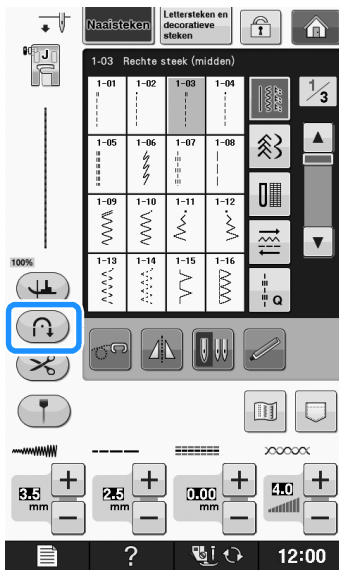 Naaisteken
Lettersteken en
decoratieve
steken
J
1-03 Rechte steek (midden)
1-01 1-02 1-03 1-04
1/3
1-05 1-06 1-07 1-08
1-09 1-10 1-11 1-12
1-13 1-14 1-15 1-16
100%
Q
3.5 mm
2.5 mm
0.00 mm
4.0
? 12:00